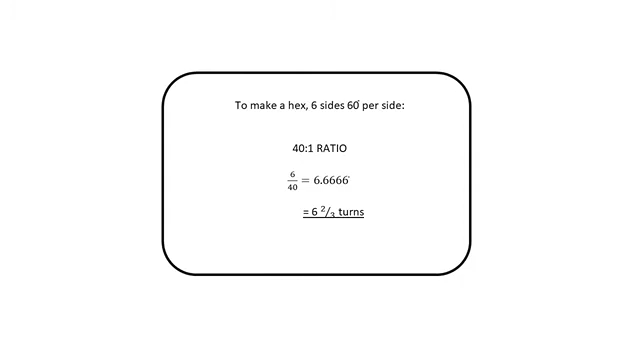 To make a hex, 6 sides 60° per side:
40:1 RATIO
6/40 = 6.6666˙
= 6 2/3 turns